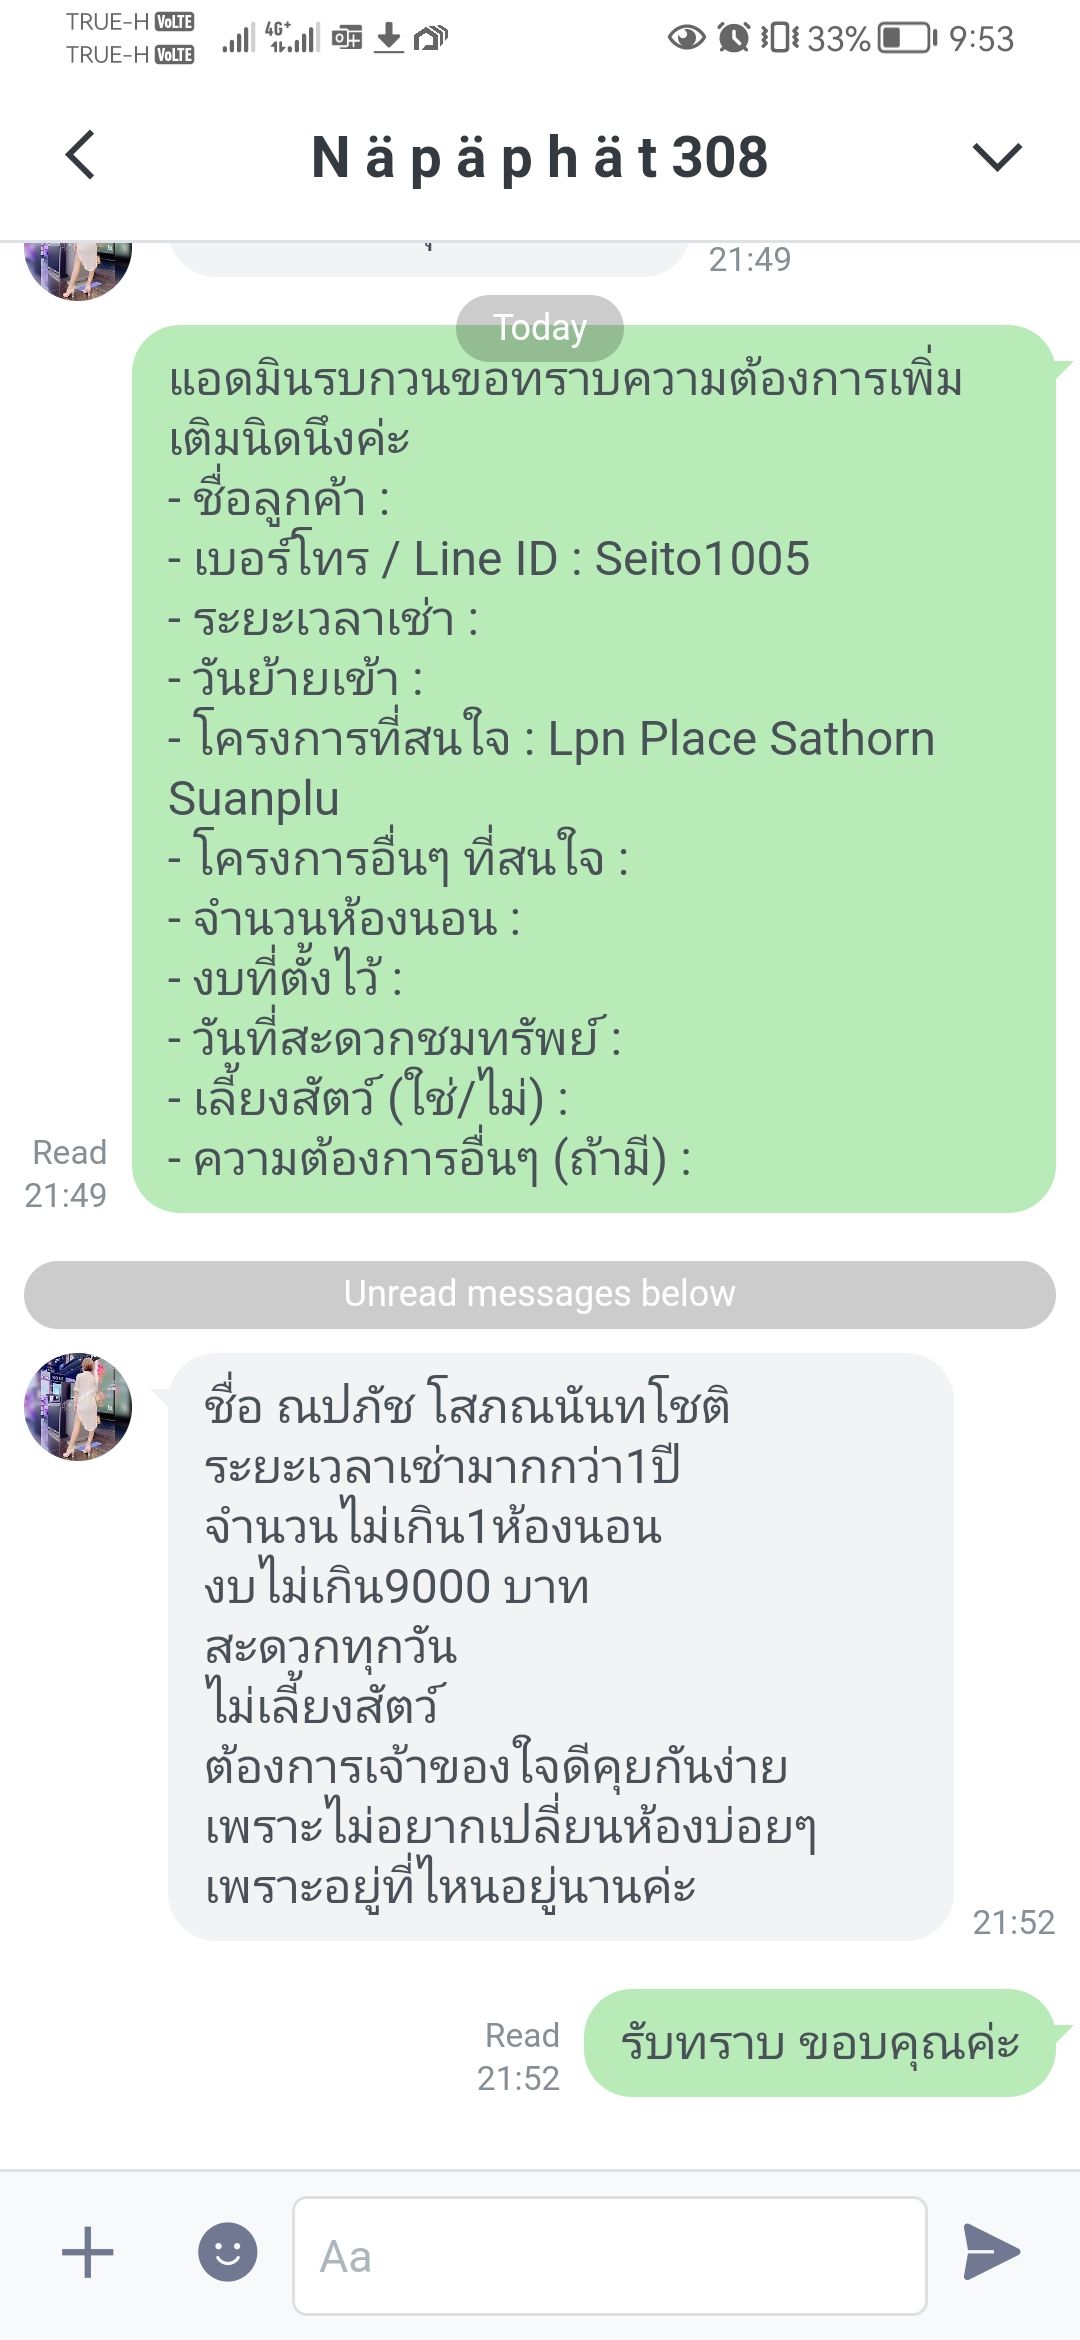 TRUE-H VoLTE
TRUE-H VoLTE
4G+
33%
9:53
N ä p ä p h ä t 308
21:49
Today
แอดมินรบกวนขอทราบความต้องการเพิ่ม
เติมนิดนึงค่ะ
- ชื่อลูกค้า :
- เบอร์โทร / Line ID : Seito1005
- ระยะเวลาเช่า :
- วันย้ายเข้า :
- โครงการที่สนใจ : Lpn Place Sathorn
Suanplu
- โครงการอื่นๆ ที่สนใจ :
- จำนวนห้องนอน :
- งบที่ตั้งไว้ :
- วันที่สะดวกชมทรัพย์ :
- เลี้ยงสัตว์ (ใช่/ไม่) :
- ความต้องการอื่นๆ (ถ้ามี) :
Read
21:49
Unread messages below
ชื่อ ณปภัช โสภณนันทโชติ
ระยะเวลาเช่ามากกว่า1ปี
จำนวนไม่เกิน1ห้องนอน
งบไม่เกิน9000 บาท
สะดวกทุกวัน
ไม่เลี้ยงสัตว์
ต้องการเจ้าของใจดีคุยกันง่าย
เพราะไม่อยากเปลี่ยนห้องบ่อยๆ
เพราะอยู่ที่ไหนอยู่นานค่ะ
21:52
รับทราบ ขอบคุณค่ะ
Read
21:52
Aa